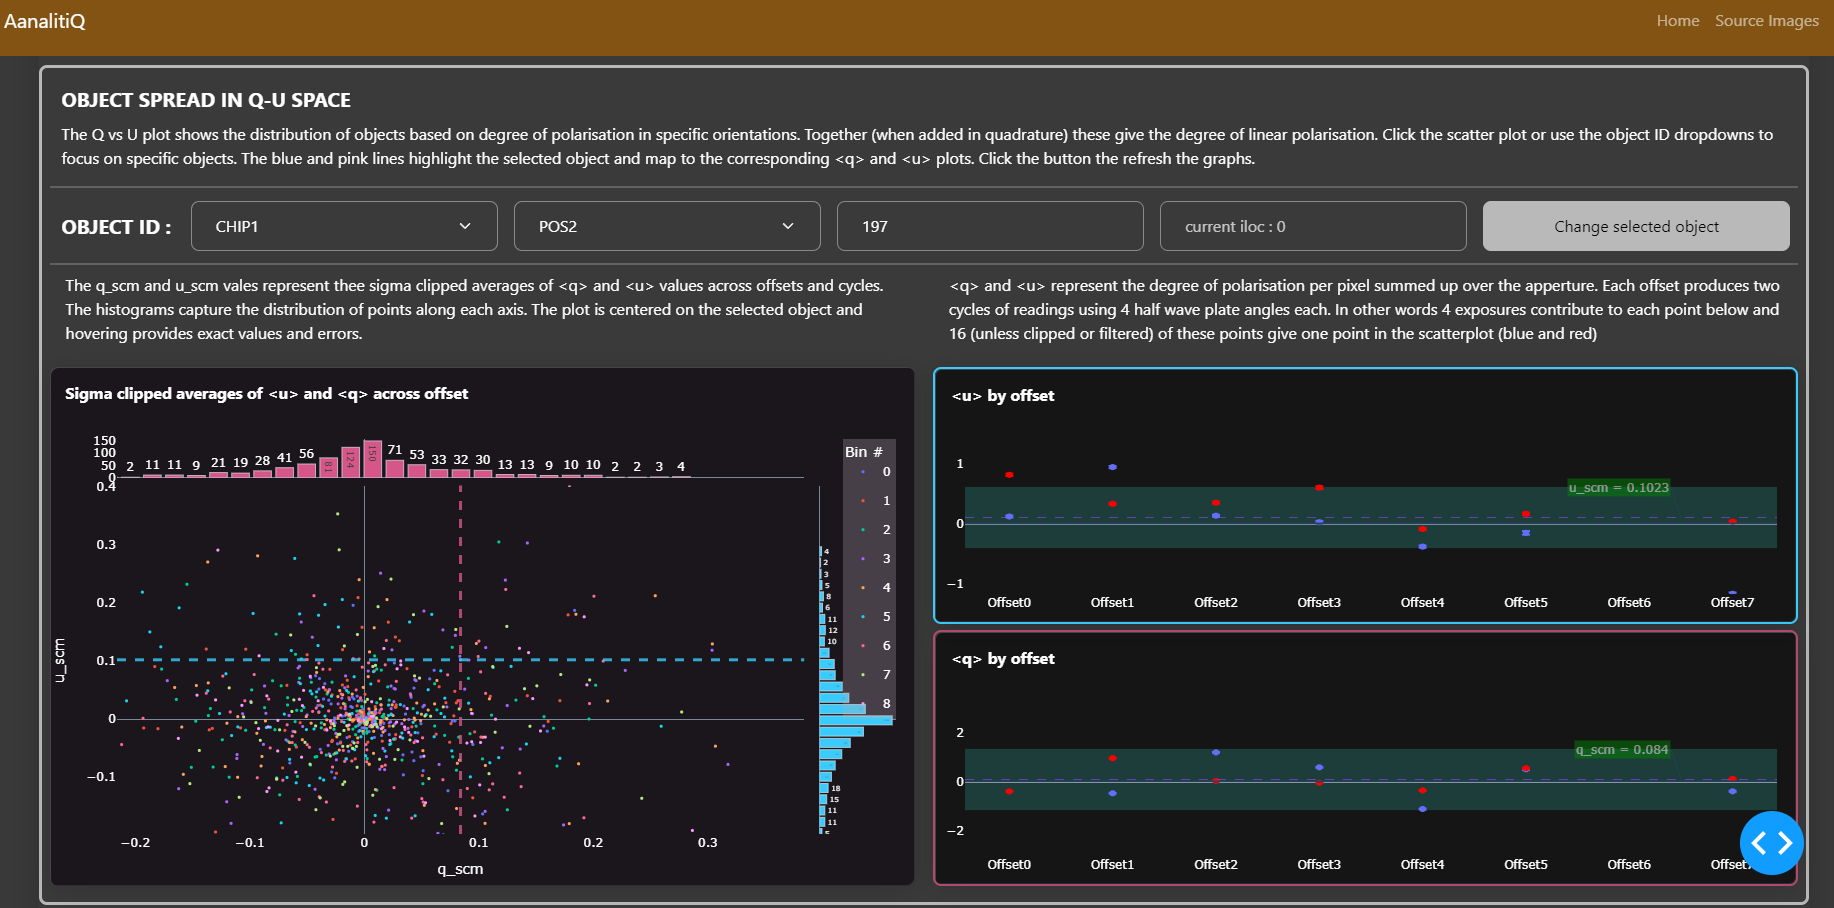 AanalitiQ
Home Source Images
OBJECT SPREAD IN Q-U SPACE
The Q vs U plot shows the distribution of objects based on degree of polarisation in specific orientations. Together (when added in quadrature) these give the degree of linear polarisation. Click the scatter plot or use the object ID dropdowns to
focus on specific objects. The blue and pink lines highlight the selected object and map to the corresponding <q> and <u> plots. Click the button the refresh the graphs.
OBJECT ID : CHIP1 POS2 197 current iloc : 0 Change selected object
The q_scm and u_scm vales represent thee sigma clipped averages of <q> and <u> values across offsets and cycles.
The histograms capture the distribution of points along each axis. The plot is centered on the selected object and
hovering provides exact values and errors.
<q> and <u> represent the degree of polarisation per pixel summed up over the apperture. Each offset produces two
cycles of readings using 4 half wave plate angles each. In other words 4 exposures contribute to each point below and
16 (unless clipped or filtered) of these points give one point in the scatterplot (blue and red)
Sigma clipped averages of <u> and <q> across offset
150
100
50
0
2 11 11 9 21 19 28 41 56 81 124 150 71 53 33 32 30 13 13 9 10 10 2 2 3 4
Bin #
0
1
2
3
4
5
6
7
8
0.4
0.3
0.2
0.1
0
−0.1
u_scm
4
2
3
5
8
6
11
12
10
18
15
11
11
−0.2 −0.1 0 0.1 0.2 0.3
q_scm
<u> by offset
1
0
−1
u_scm = 0.1023
Offset0 Offset1 Offset2 Offset3 Offset4 Offset5 Offset6 Offset7
<q> by offset
2
0
−2
q_scm = 0.084
Offset0 Offset1 Offset2 Offset3 Offset4 Offset5 Offset6 Offset